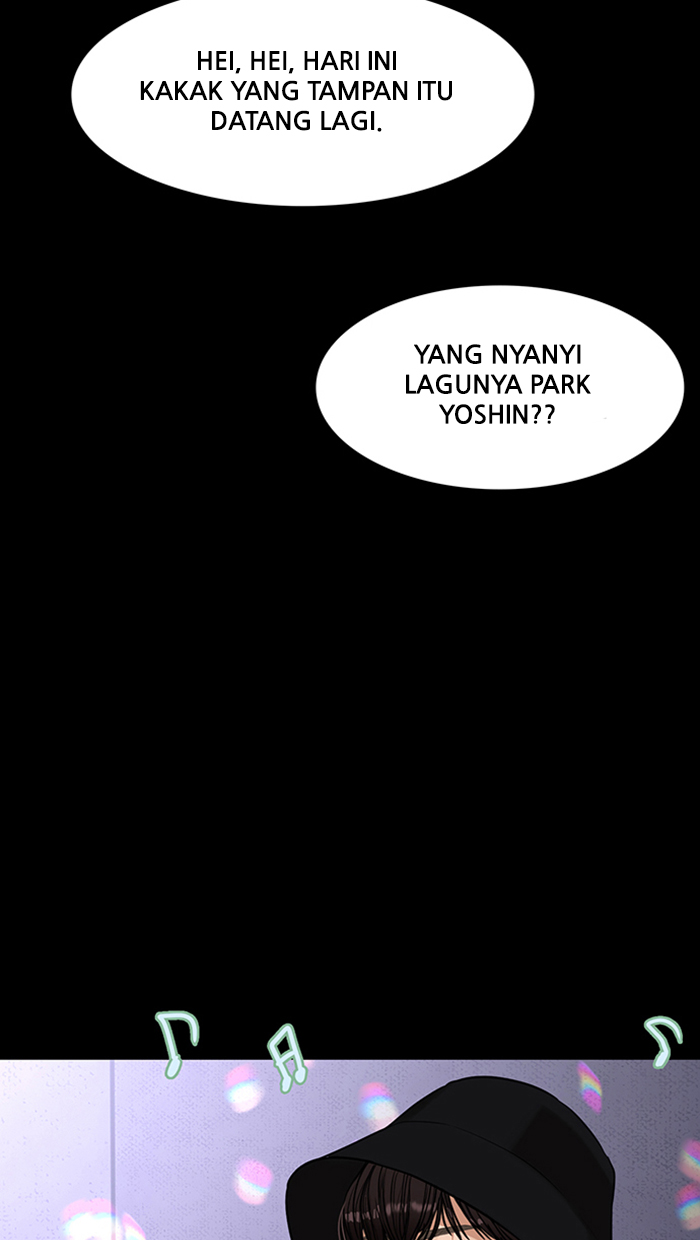 HEI, HEI, HARI INI
KAKAK YANG TAMPAN ITU
DATANG LAGI.
YANG NYANYI
LAGUNYA PARK
YOSHIN??